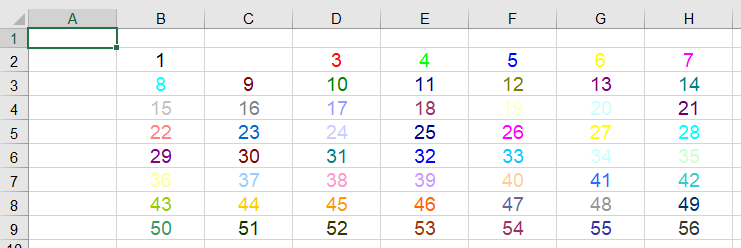 A B C D E F G H
1
2 1 3 4 5 6 7
3 8 9 10 11 12 13 14
4 15 16 17 18 19 20 21
5 22 23 24 25 26 27 28
6 29 30 31 32 33 34 35
7 36 37 38 39 40 41 42
8 43 44 45 46 47 48 49
9 50 51 52 53 54 55 56